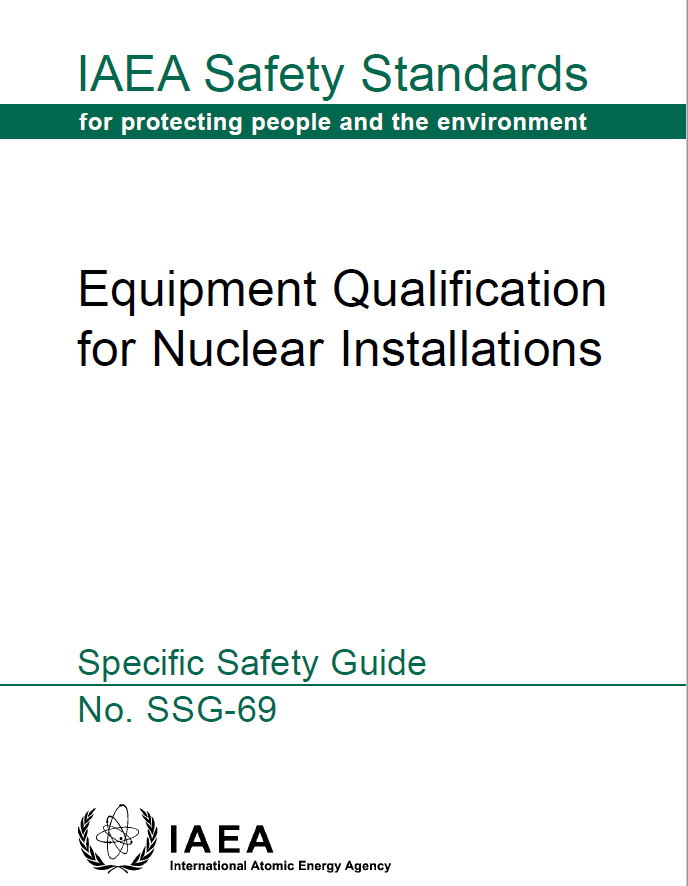 IAEA Safety Standards
for protecting people and the environment
Equipment Qualification
for Nuclear Installations
Specific Safety Guide
No. SSG-69
IAEA
International Atomic Energy Agency